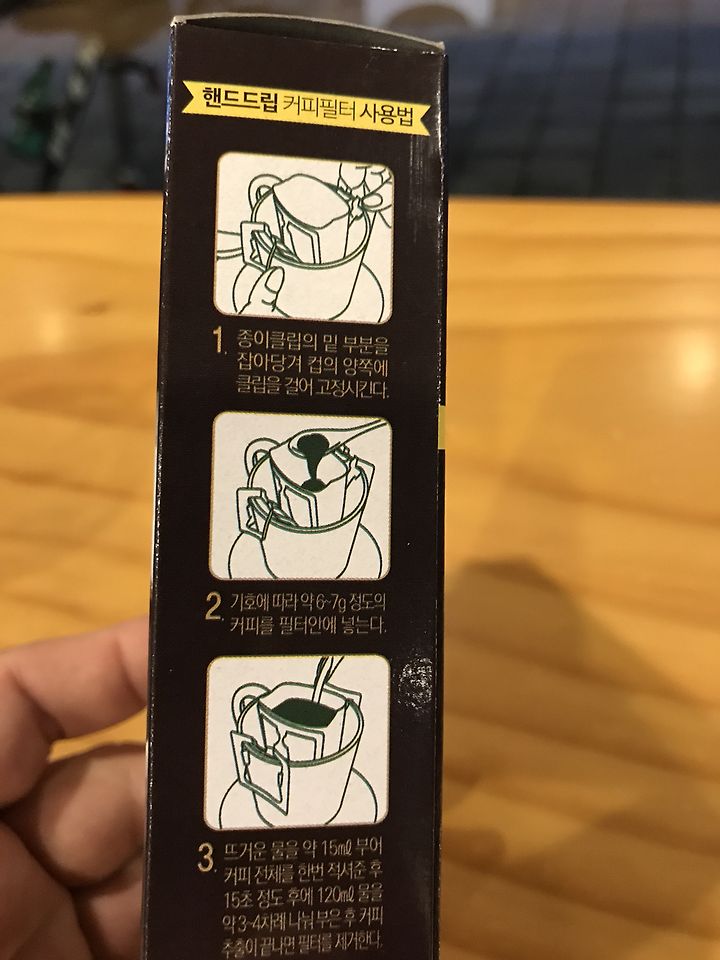 핸드드립 커피필터 사용법
1. 종이클립의 밑 부분을
잡아당겨 컵의 양쪽에
클립을 걸어 고정시킨다.
2. 기호에 따라 약 6~7g 정도의
커피를 필터안에 넣는다.
3. 뜨거운 물을 약 15㎖ 부어
커피 전체를 한번 적셔준 후
15초 정도 후에 120㎖ 물을
약 3~4차례 나눠 부은 후 커피
추출이 끝나면 필터를 제거한다.